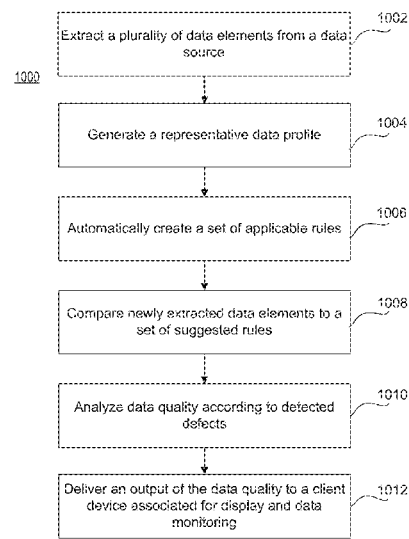 Extract a plurality of data elements from a data
source
1002
1000
Generate a representative data profile
1004
Automatically create a set of applicable rules
1006
Compare newly extracted data elements to a
set of suggested rules
1008
Analyze data quality according to detected
defects
1010
Deliver an output of the data quality to a client
device associated for display and data
monitoring
1012